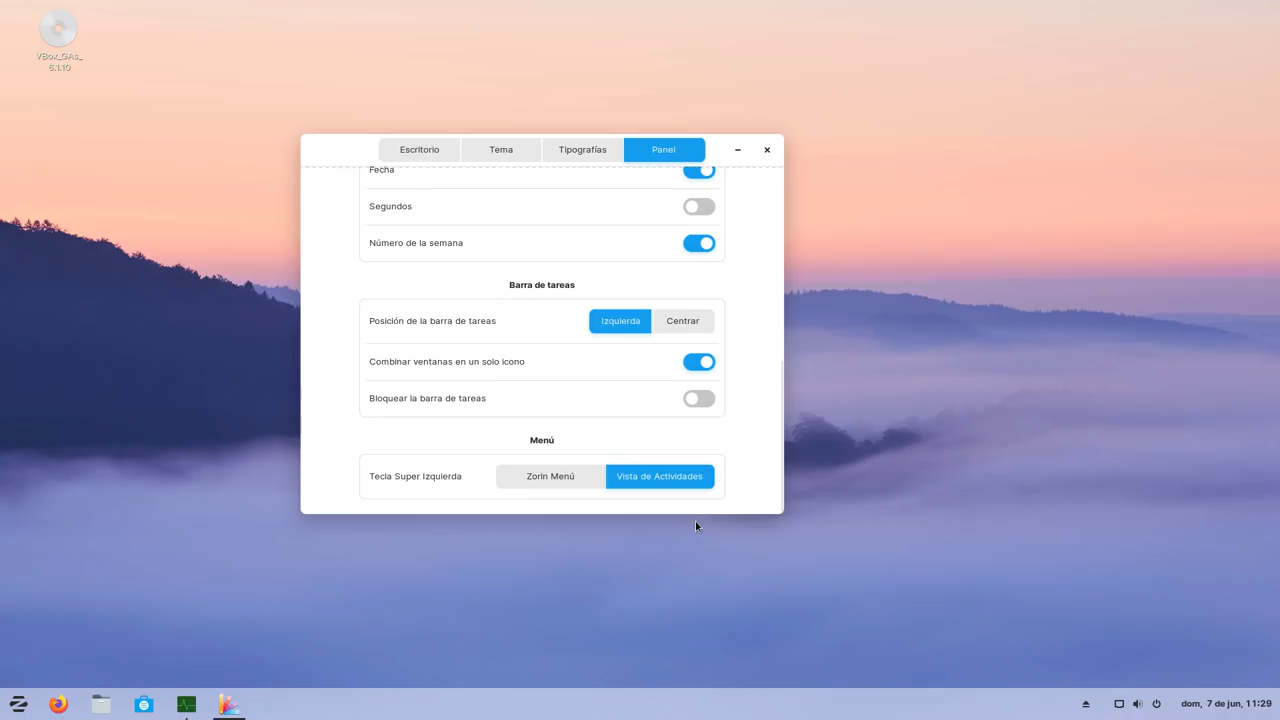 VBox_GAs_
6.1.10
Escritorio
Tema
Tipografías
Panel
Fecha
Segundos
Número de la semana
Barra de tareas
Posición de la barra de tareas
Izquierda
Centrar
Combinar ventanas en un solo icono
Bloquear la barra de tareas
Menú
Tecla Super Izquierda
Zorin Menú
Vista de Actividades
dom, 7 de jun, 11:29